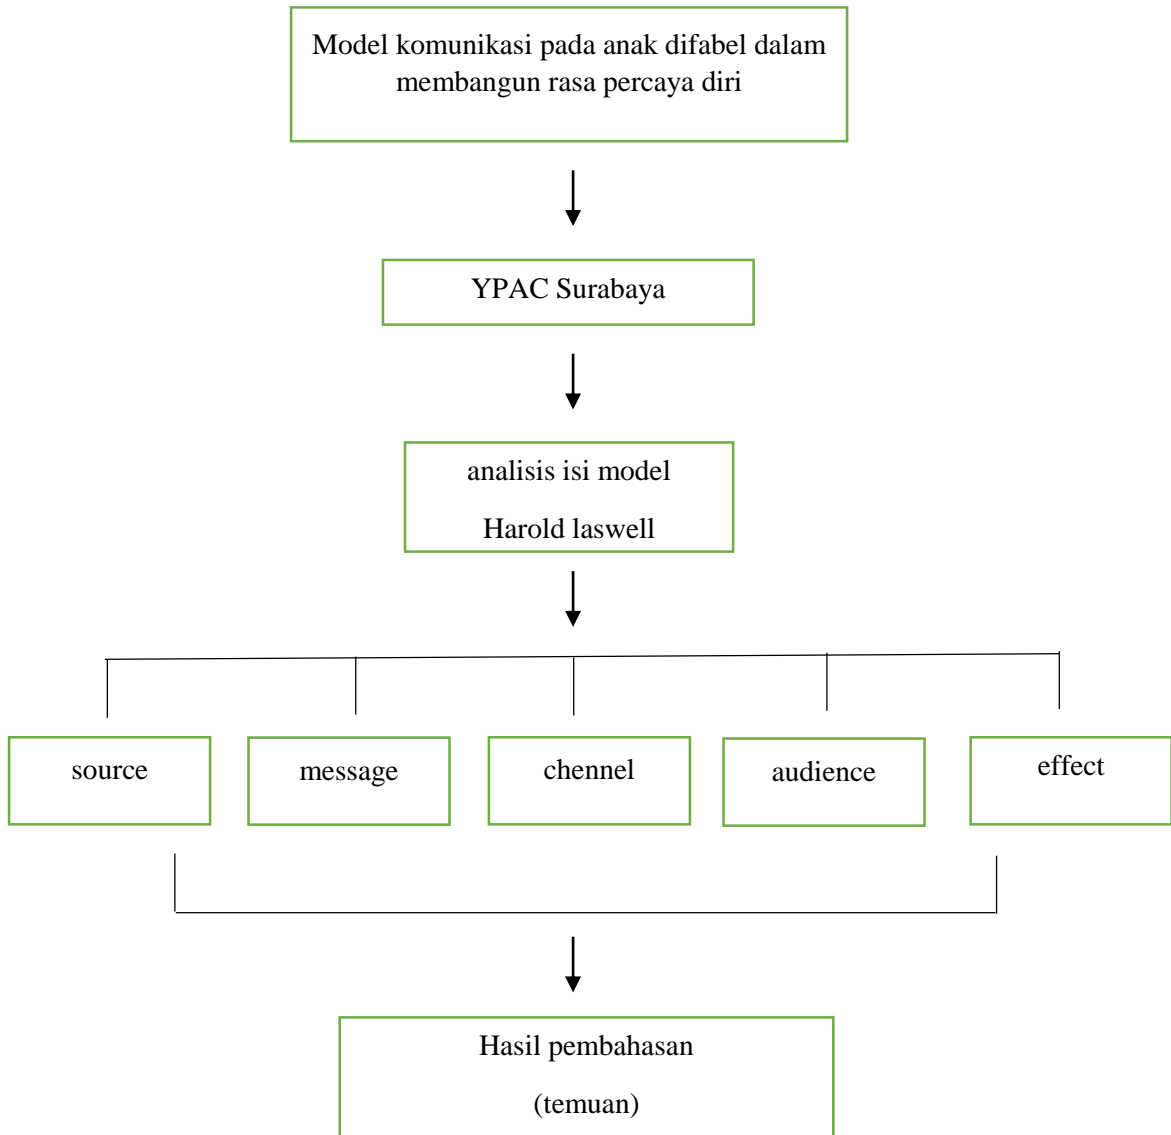 Model komunikasi pada anak difabel dalam
membangun rasa percaya diri
YPAC Surabaya
analisis isi model
Harold laswell
source
message
chennel
audience
effect
Hasil pembahasan
(temuan)